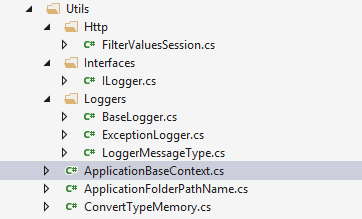 Utils
Http
C# FilterValuesSession.cs
Interfaces
C# ILogger.cs
Loggers
C# BaseLogger.cs
C# ExceptionLogger.cs
C# LoggerMessageType.cs
C# ApplicationBaseContext.cs
C# ApplicationFolderPathName.cs
C# ConvertTypeMemory.cs